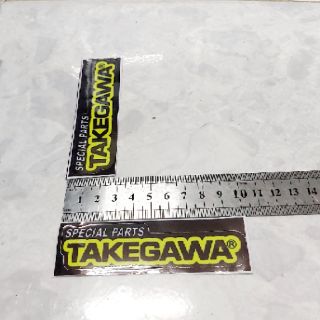 SPECIAL PARTS
TAKEGAWA®
1 2 3 4 5 6 7 8 9 10 11 12 13 14
SPECIAL PARTS
TAKEGAWA®